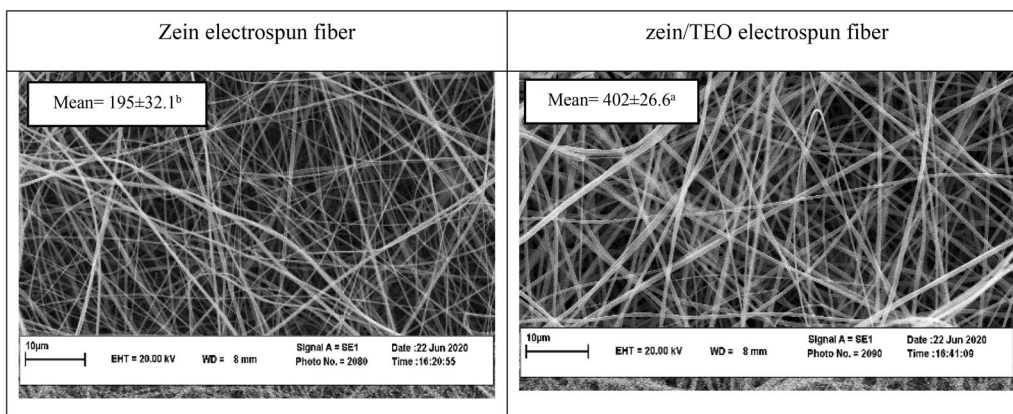 Zein electrospun fiber
Mean= 195±32.1ᵇ
10µm
EHT = 20.00 kV
WD = 8 mm
Signal A = SE1
Photo No. = 2080
Date :22 Jun 2020
Time :16:20:55
zein/TEO electrospun fiber
Mean= 402±26.6ᵃ
10µm
EHT = 20.00 kV
WD = 8 mm
Signal A = SE1
Photo No. = 2090
Date :22 Jun 2020
Time :16:41:09